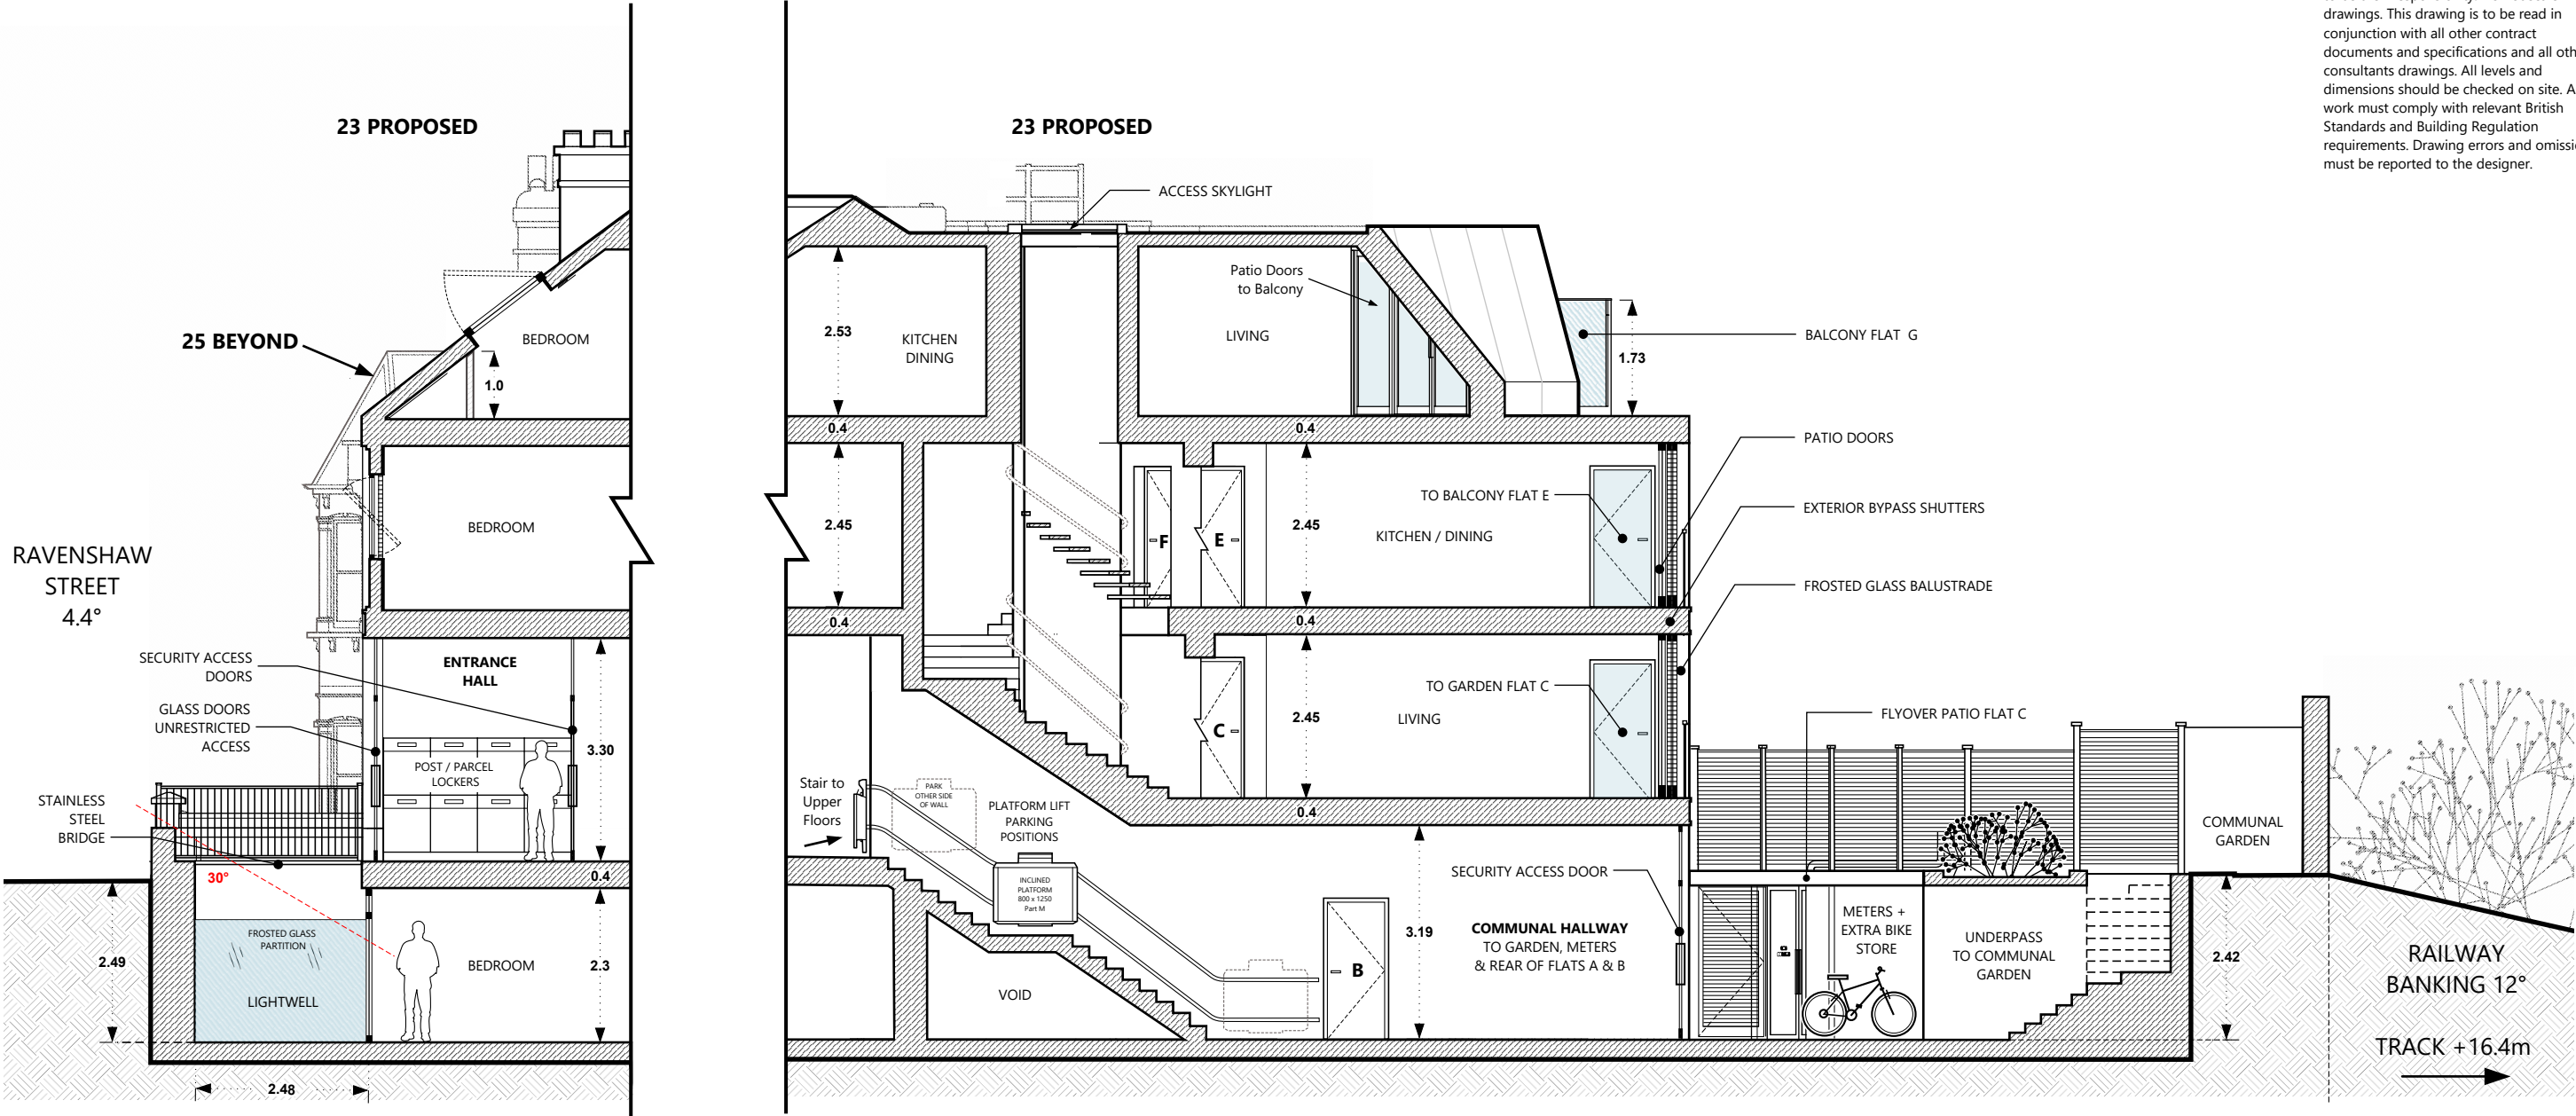 drawings. This drawing is to be read in
conjunction with all other contract
documents and specifications and all oth
consultants drawings. All levels and
dimensions should be checked on site. A
work must comply with relevant British
Standards and Building Regulation
requirements. Drawing errors and omissi
must be reported to the designer.
23 PROPOSED
23 PROPOSED
ACCESS SKYLIGHT
Patio Doors
to Balcony
25 BEYOND
BEDROOM
2.53
KITCHEN
DINING
LIVING
BALCONY FLAT G
1.73
1.0
0.4
0.4
PATIO DOORS
TO BALCONY FLAT E
EXTERIOR BYPASS SHUTTERS
BEDROOM
2.45
F
E
2.45
KITCHEN / DINING
RAVENSHAW
STREET
4.4°
FROSTED GLASS BALUSTRADE
0.4
0.4
SECURITY ACCESS
DOORS
ENTRANCE
HALL
TO GARDEN FLAT C
GLASS DOORS
UNRESTRICTED
ACCESS
C
2.45
LIVING
FLYOVER PATIO FLAT C
3.30
POST / PARCEL
LOCKERS
Stair to
Upper
Floors
PARK
OTHER SIDE
OF WALL
PLATFORM LIFT
PARKING
POSITIONS
0.4
STAINLESS
STEEL
BRIDGE
COMMUNAL
GARDEN
30°
0.4
INCLINED
PLATFORM
800 x 1250
Part M
SECURITY ACCESS DOOR
METERS +
EXTRA BIKE
STORE
FROSTED GLASS
PARTITION
3.19
COMMUNAL HALLWAY
TO GARDEN, METERS
& REAR OF FLATS A & B
UNDERPASS
TO COMMUNAL
GARDEN
2.49
BEDROOM
2.3
B
2.42
RAILWAY
BANKING 12°
LIGHTWELL
VOID
TRACK +16.4m
2.48